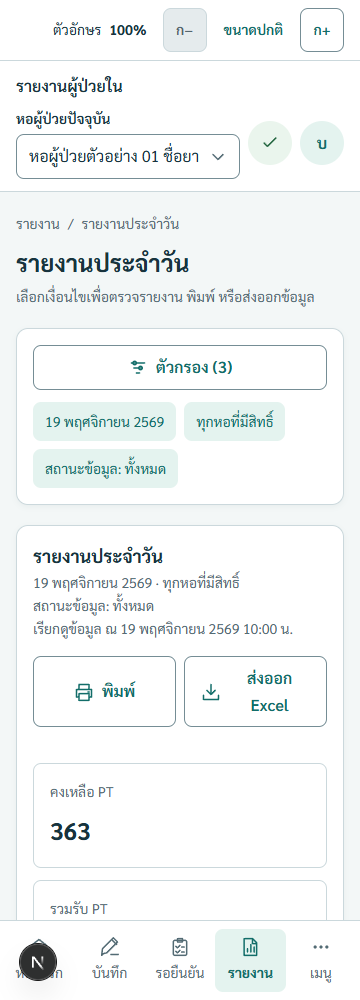 ตัวอักษร 100% ก− ขนาดปกติ ก+
รายงานผู้ป่วยใน
หอผู้ป่วยปัจจุบัน
หอผู้ป่วยตัวอย่าง 01 ชื่อยา
บ
รายงาน / รายงานประจำวัน
รายงานประจำวัน
เลือกเงื่อนไขเพื่อตรวจรายงาน พิมพ์ หรือส่งออกข้อมูล
ตัวกรอง (3)
19 พฤศจิกายน 2569 ทุกหอที่มีสิทธิ์
สถานะข้อมูล: ทั้งหมด
รายงานประจำวัน
19 พฤศจิกายน 2569 · ทุกหอที่มีสิทธิ์
สถานะข้อมูล: ทั้งหมด
เรียกดูข้อมูล ณ 19 พฤศจิกายน 2569 10:00 น.
พิมพ์ ส่งออก
Excel
คงเหลือ PT
363
รวมรับ PT
N บันทึก รอยืนยัน รายงาน เมนู